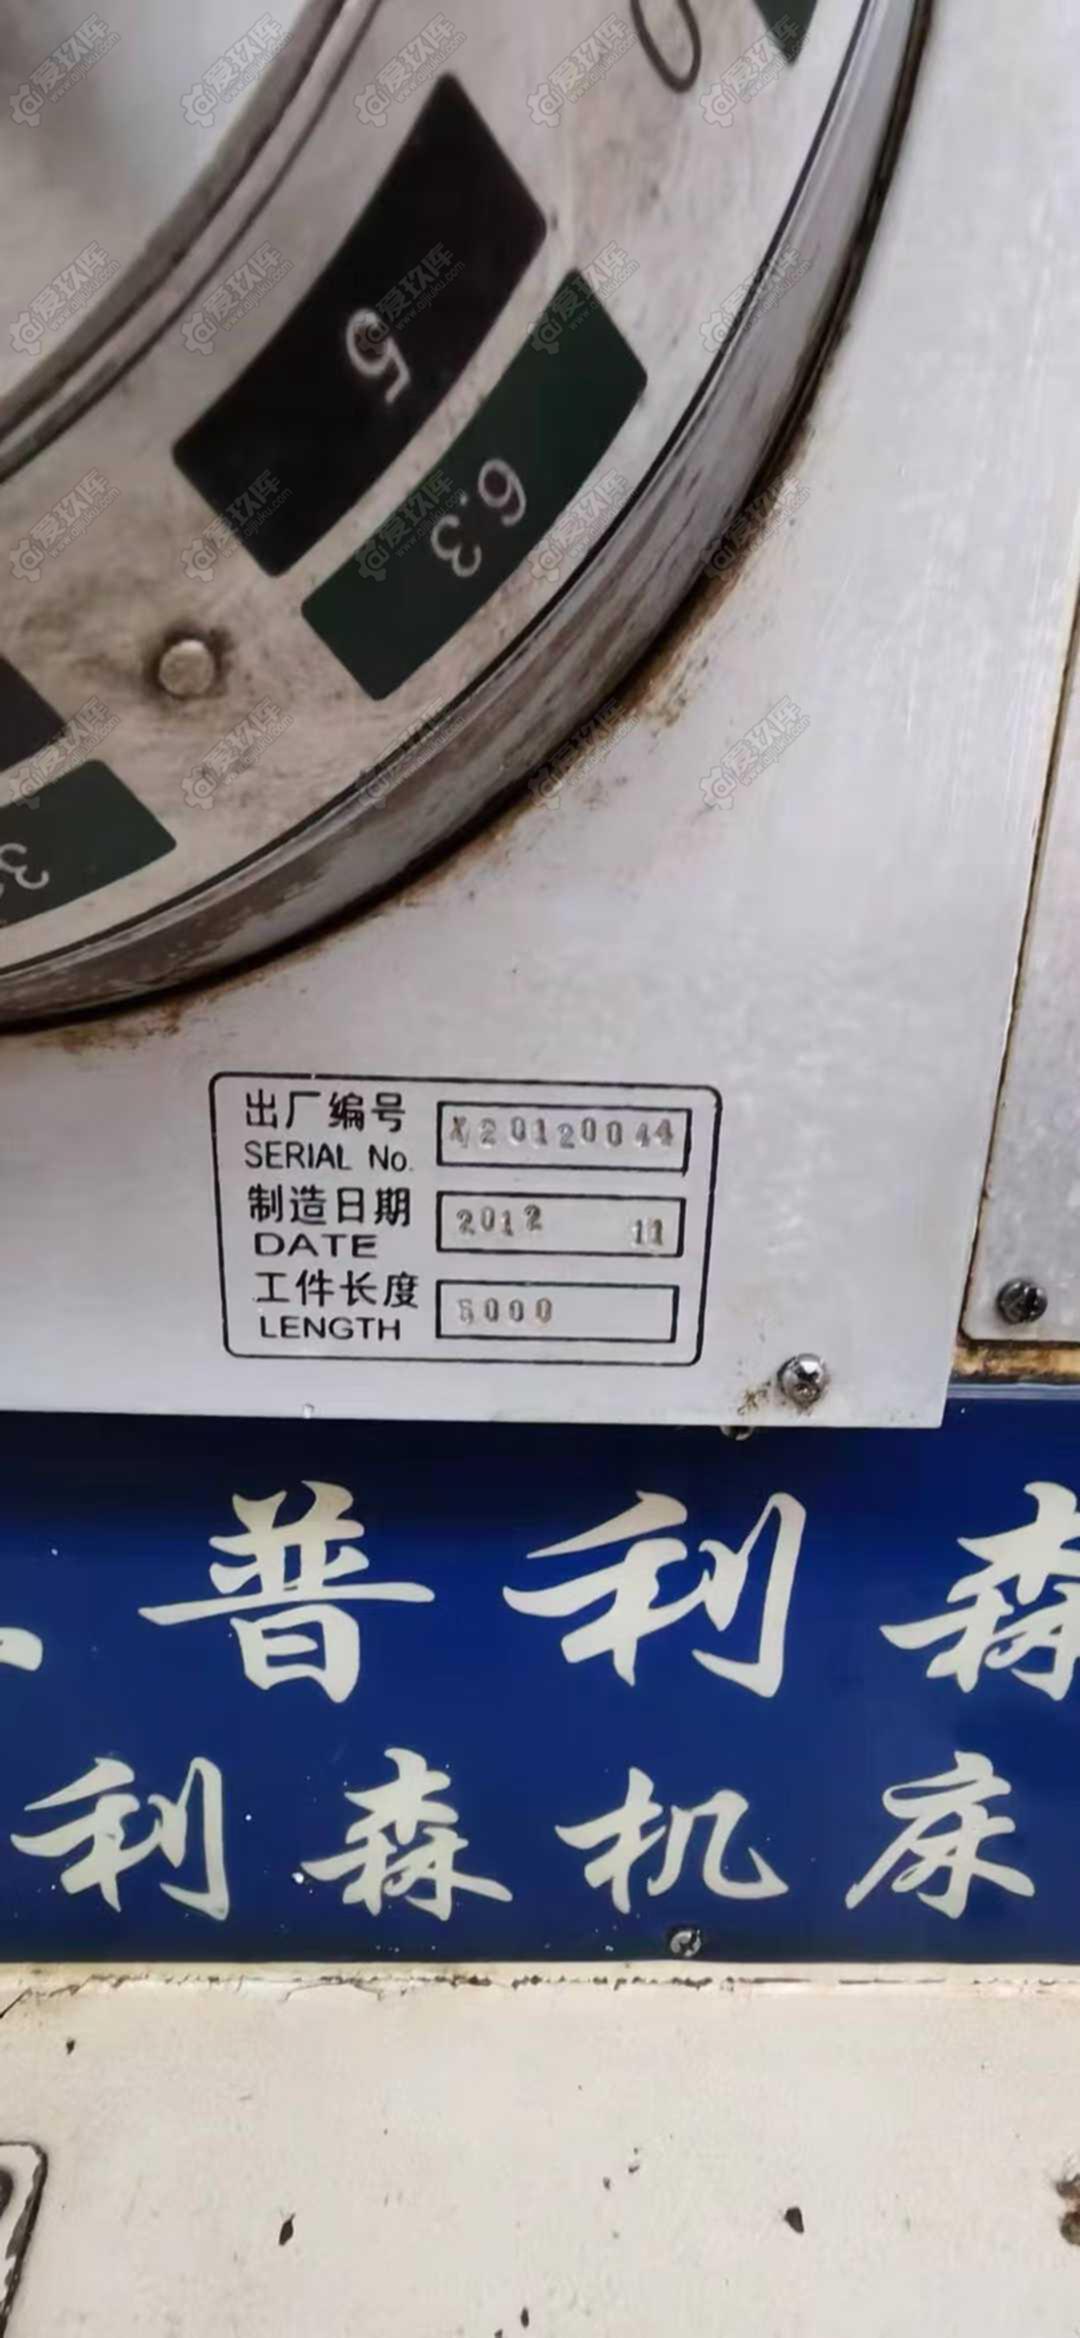 5
6.3
出厂编号
SERIAL No.
X20120044
制造日期
DATE
2012 11
工件长度
LENGTH
5000
普利森
利森机床